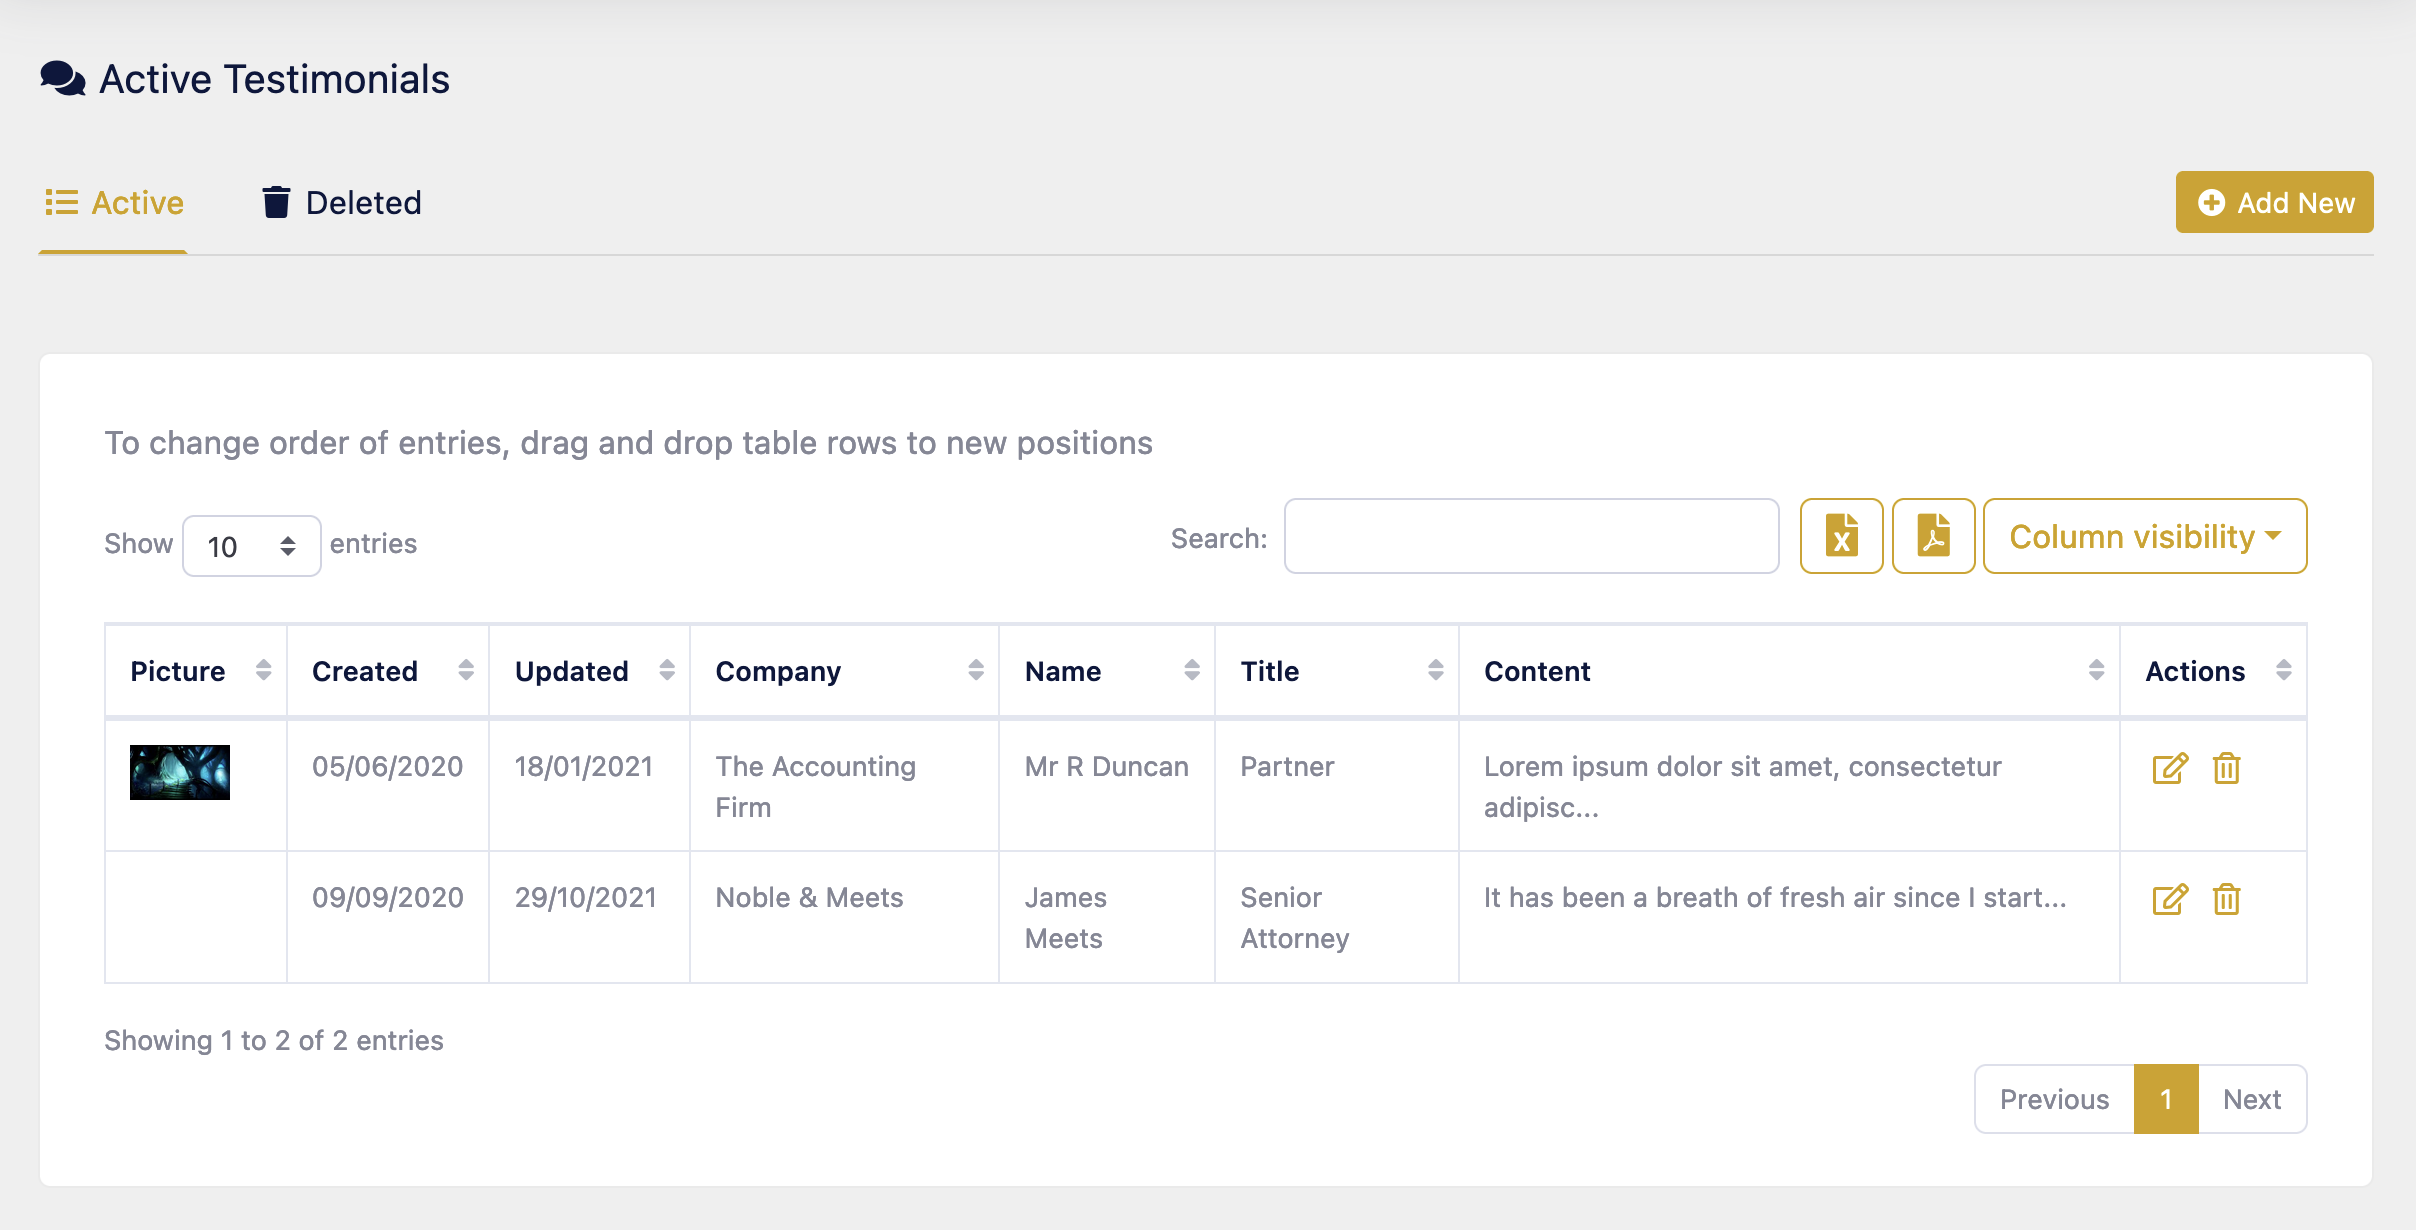 Active Testimonials
Active
Deleted
Add New
To change order of entries, drag and drop table rows to new positions
Show 10 entries
Search:
Column visibility
Picture Created Updated Company Name Title Content Actions
05/06/2020 18/01/2021 The Accounting Mr R Duncan Partner Lorem ipsum dolor sit amet, consectetur
Firm adipisc...
09/09/2020 29/10/2021 Noble & Meets James Senior It has been a breath of fresh air since I start...
Meets Attorney
Showing 1 to 2 of 2 entries
Previous 1 Next